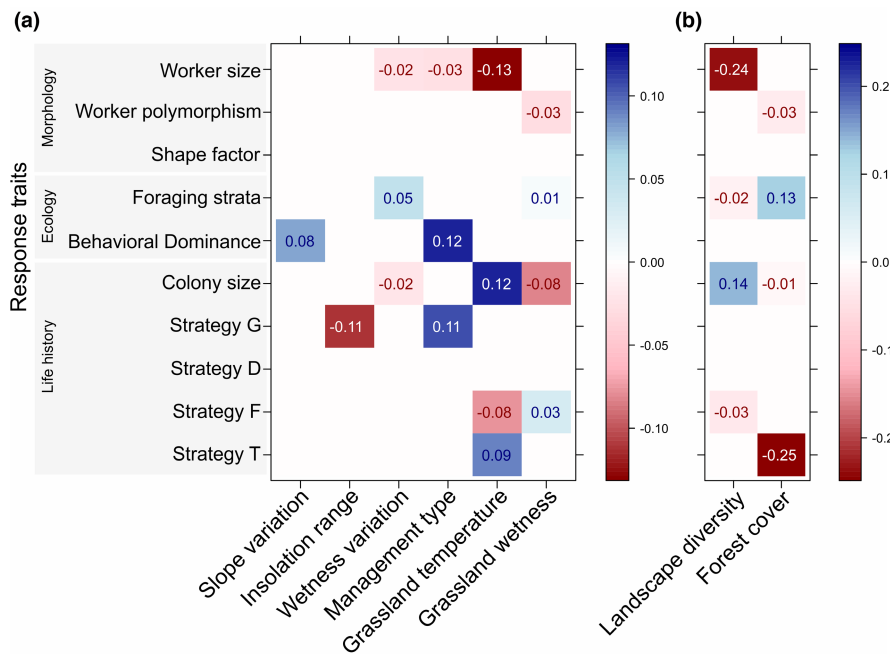 (a)
(b)
Response traits
Morphology
Ecology
Life history
Worker size
-0.02
-0.03
-0.13
-0.24
Worker polymorphism
-0.03
-0.03
Shape factor
Foraging strata
0.05
0.01
-0.02
0.13
Behavioral Dominance
0.08
0.12
Colony size
-0.02
0.12
-0.08
0.14
-0.01
Strategy G
-0.11
0.11
Strategy D
Strategy F
-0.08
0.03
-0.03
Strategy T
0.09
-0.25
0.10
0.05
0.00
-0.05
-0.10
0.2
0.1
0.0
-0.1
-0.2
Slope variation
Insolation range
Wetness variation
Management type
Grassland temperature
Grassland wetness
Landscape diversity
Forest cover